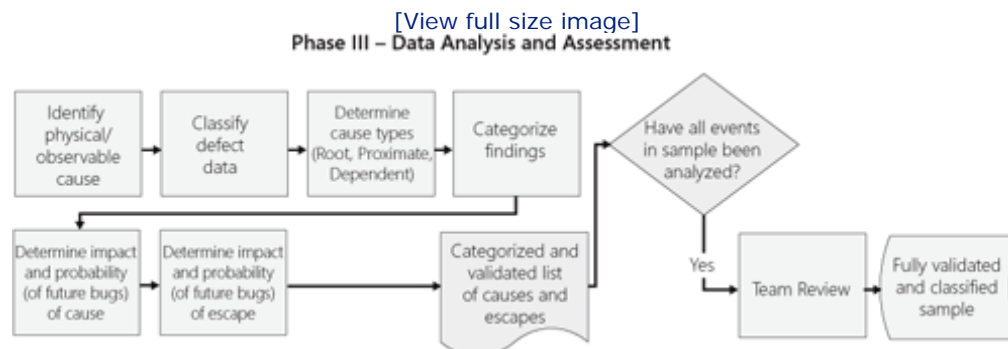 [View full size image]
Phase III – Data Analysis and Assessment
Identify
physical/
observable
cause
Classify
defect
data
Determine
cause types
(Root, Proximate,
Dependent)
Categorize
findings
Have all events
in sample been
analyzed?
Determine impact
and probability
(of future bugs)
of cause
Determine impact
and probability
(of future bugs)
of escape
Categorized and
validated list
of causes and
escapes
Yes
Team Review
Fully validated
and classified
sample